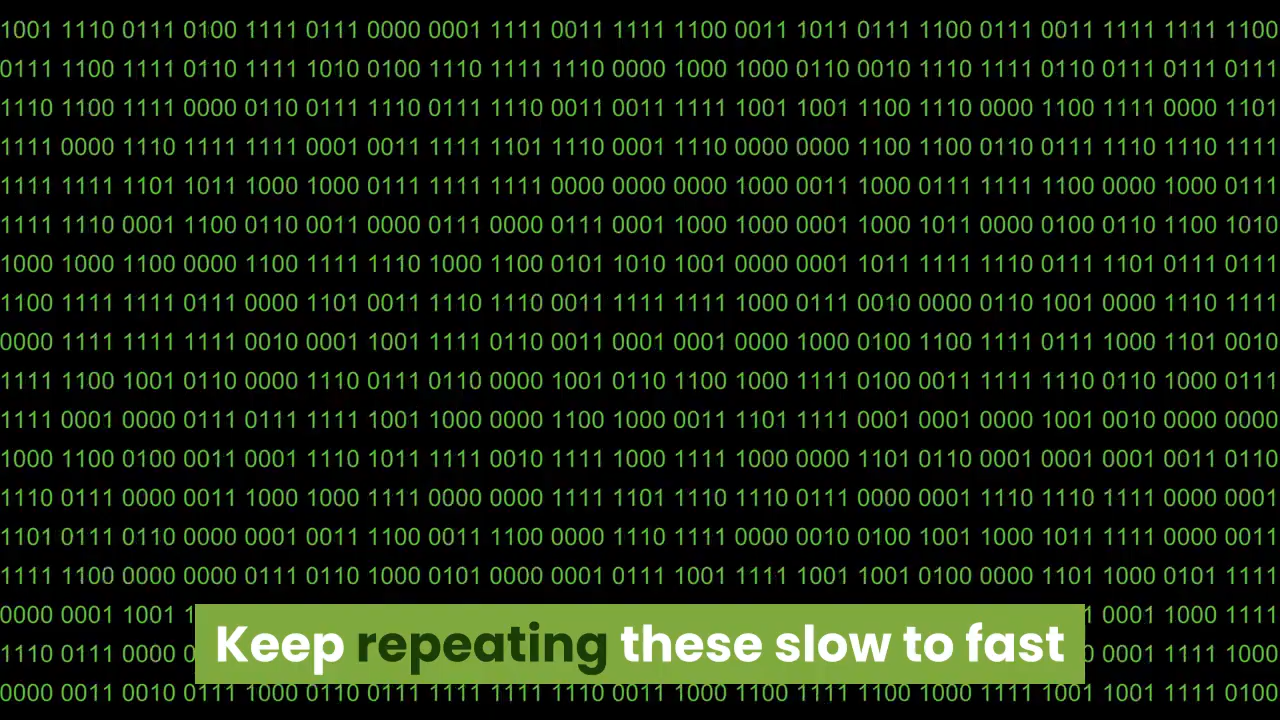 1001 1110 0111 0100 1111 0111 0000 0001 1111 0011 1111 1100 0011 1011 0111 1100 0111 0011 1111 1111 1100
0111 1100 1111 0110 1111 1010 0100 1110 1111 1110 0000 1000 1000 0110 0010 1110 1111 0110 0111 0111 0111
1110 1100 1111 0000 0110 0111 1110 0111 1110 0011 0011 1111 1001 1001 1100 1110 0000 1100 1111 0000 1101
1111 0000 1110 1111 1111 0001 0011 1111 1101 1110 0001 1110 0000 0000 1100 1100 0110 0111 1110 1110 1111
1111 1111 1101 1011 1000 1000 0111 1111 1111 0000 0000 0000 1000 0011 1000 0111 1111 1100 0000 1000 0111
1111 1110 0001 1100 0110 0011 0000 0111 0000 0111 0001 1000 1000 0001 1000 1011 0000 0100 0110 1100 1010
1000 1000 1100 0000 1100 1111 1110 1000 1100 0101 1010 1001 0000 0001 1011 1111 1110 0111 1101 0111 0111
1100 1111 1111 0111 0000 1101 0011 1110 1110 0011 1111 1111 1000 0111 0010 0000 0110 1001 0000 1110 1111
0000 1111 1111 1111 0010 0001 1001 1111 0110 0011 0001 0001 0000 1000 0100 1100 1111 0111 1000 1101 0010
1111 1100 1001 0110 0000 1110 0111 0110 0000 1001 0110 1100 1000 1111 0100 0011 1111 1110 0110 1000 0111
1111 0001 0000 0111 0111 1111 1001 1000 0000 1100 1000 0011 1101 1111 0001 0001 0000 1001 0010 0000 0000
1000 1100 0100 0011 0001 1110 1011 1111 0010 1111 1000 1111 1000 0000 1101 0110 0001 0001 0001 0011 0110
1110 0111 0000 0011 1000 1000 1111 0000 0000 1111 1101 1110 1110 0111 0000 0001 1110 1110 1111 0000 0001
1101 0111 0110 0000 0001 0011 1100 0011 1100 0000 1110 1111 0000 0010 0100 1001 1000 1011 1111 0000 0011
1111 1100 0000 0000 0111 0110 1000 0101 0000 0001 0111 1001 1111 1001 1001 0100 0000 1101 1000 0101 1111
0000 0001 1001 1 0001 1000 1111
Keep repeating these slow to fast
1110 0111 0000 0 0001 1111 1000
0000 0011 0010 0111 1000 0110 0111 1111 1111 1111 1000 1100 1111 1100 1000 1111 1001 1001 1111 0100